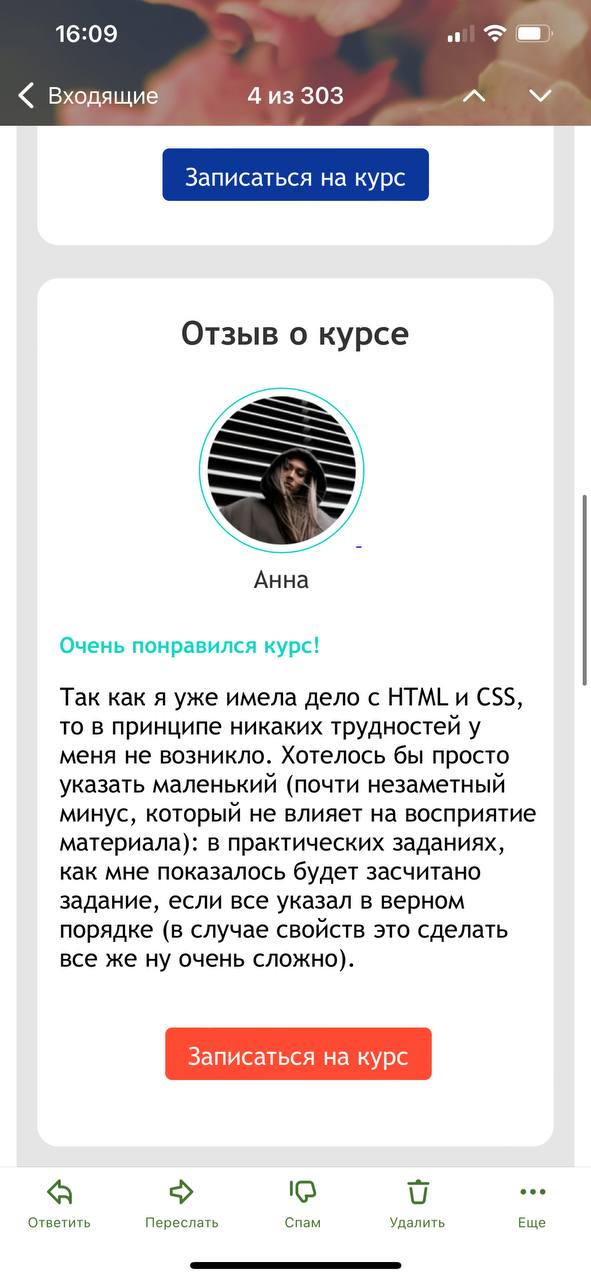 16:09
Входящие
4 из 303
Записаться на курс
Отзыв о курсе
Анна
Очень понравился курс!
Так как я уже имела дело с HTML и CSS,
то в принципе никаких трудностей у
меня не возникло. Хотелось бы просто
указать маленький (почти незаметный
минус, который не влияет на восприятие
материала): в практических заданиях,
как мне показалось будет засчитано
задание, если все указал в верном
порядке (в случае свойств это сделать
все же ну очень сложно).
Записаться на курс
Ответить
Переслать
Спам
Удалить
Еще